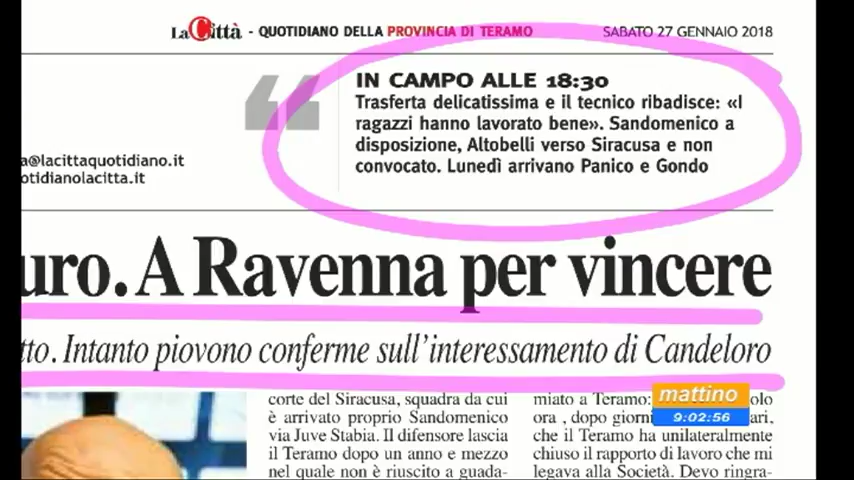 La Città - QUOTIDIANO DELLA PROVINCIA DI TERAMO
SABATO 27 GENNAIO 2018
IN CAMPO ALLE 18:30
Trasferta delicatissima e il tecnico ribadisce: «I
ragazzi hanno lavorato bene». Sandomenico a
disposizione, Altobelli verso Siracusa e non
convocato. Lunedì arrivano Panico e Gondo
a@lacittaquotidiano.it
otidianolacitta.it
uro. A Ravenna per vincere
tto. Intanto piovono conferme sull'interessamento di Candeloro
corte del Siracusa, squadra da cui
è arrivato proprio Sandomenico
via Juve Stabia. Il difensore lascia
il Teramo dopo un anno e mezzo
nel quale non è riuscito a guada-
miato a Teramo: olo
ora , dopo giorni ari,
che il Teramo ha unilateralmente
chiuso il rapporto di lavoro che mi
legava alla Società. Devo ringra-
mattino
9:02:56